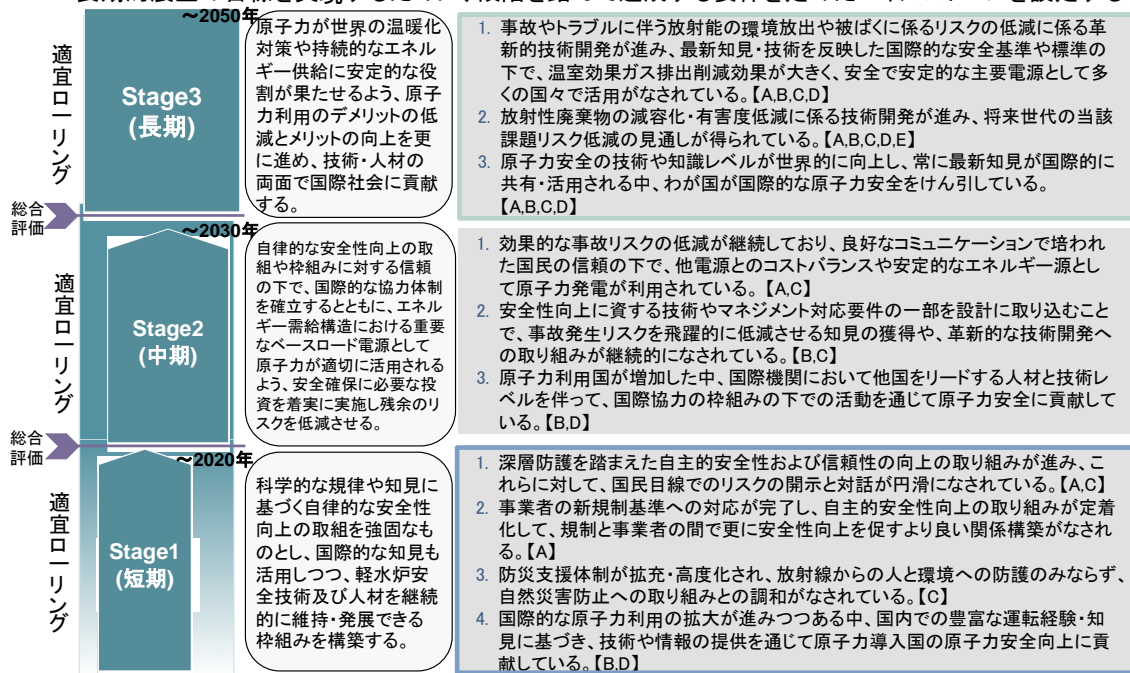 ～2050年
適宜ローリング
Stage3
(長期)
原子力が世界の温暖化
対策や持続的なエネル
ギー供給に安定的な役
割が果たせるよう、原子
力利用のデメリットの低
減とメリットの向上を更
に進め、技術・人材の
両面で国際社会に貢献
する。
1. 事故やトラブルに伴う放射能の環境放出や被ばくに係るリスクの低減に係る革
新的技術開発が進み、最新知見・技術を反映した国際的な安全基準や標準の
下で、温室効果ガス排出削減効果が大きく、安全で安定的な主要電源として多
くの国々で活用がなされている。【A,B,C,D】
2. 放射性廃棄物の減容化・有害度低減に係る技術開発が進み、将来世代の当該
課題リスク低減の見通しが得られている。【A,B,C,D,E】
3. 原子力安全の技術や知識レベルが世界的に向上し、常に最新知見が国際的に
共有・活用される中、わが国が国際的な原子力安全をけん引している。
【A,B,C,D】
総合
評価
～2030年
適宜ローリング
Stage2
(中期)
自律的な安全性向上の取
組や枠組みに対する信頼
の下で、国際的な協力体制
を確立するとともに、エネル
ギー需給構造における重要
なベースロード電源として
原子力が適切に活用される
よう、安全確保に必要な投
資を着実に実施し残余のリ
スクを低減させる。
1. 効果的な事故リスクの低減が継続しており、良好なコミュニケーションで培われ
た国民の信頼の下で、他電源とのコストバランスや安定的なエネルギー源とし
て原子力発電が利用されている。【A,C】
2. 安全性向上に資する技術やマネジメント対応要件の一部を設計に取り込むこと
で、事故発生リスクを飛躍的に低減させる知見の獲得や、革新的な技術開発へ
の取り組みが継続的になされている。【B,C】
3. 原子力利用国が増加した中、国際機関において他国をリードする人材と技術レ
ベルを伴って、国際協力の枠組みの下での活動を通じて原子力安全に貢献して
いる。【B,D】
総合
評価
～2020年
適宜ローリング
Stage1
(短期)
科学的な規律や知見に
基づく自律的な安全性
向上の取組を強固なも
のとし、国際的な知見も
活用しつつ、軽水炉安
全技術及び人材を継続
的に維持・発展できる
枠組みを構築する。
1. 深層防護を踏まえた自主的安全性および信頼性の向上の取り組みが進み、こ
れらに対して、国民目線でのリスクの開示と対話が円滑になされている。【A,C】
2. 事業者の新規制基準への対応が完了し、自主的安全性向上の取り組みが定着
化して、規制と事業者の間で更に安全性向上を促すより良い関係構築がなされ
る。【A】
3. 防災支援体制が拡充・高度化され、放射線からの人と環境への防護のみならず、
自然災害防止への取り組みとの調和がなされている。【C】
4. 国際的な原子力利用の拡大が進みつつある中、国内での豊富な運転経験・知
見に基づき、技術や情報の提供を通じて原子力導入国の原子力安全向上に貢
献している。【B,D】